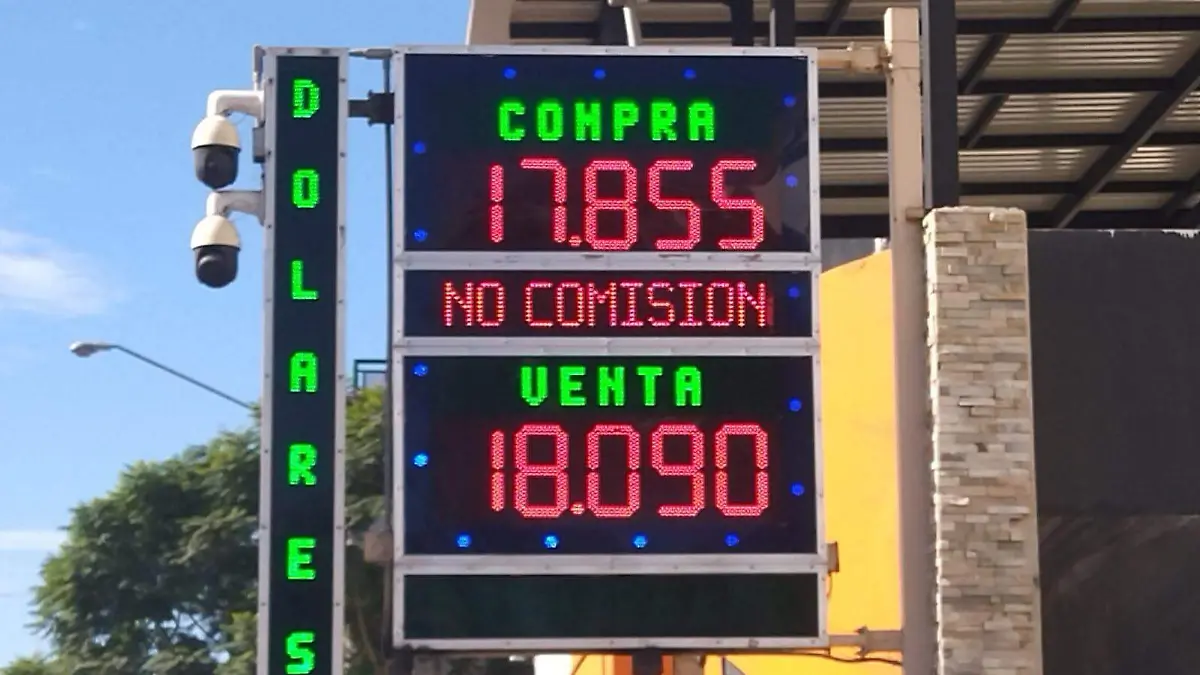 DOLARES
COMPRA
17.855
NO COMISION
VENTA
18.090